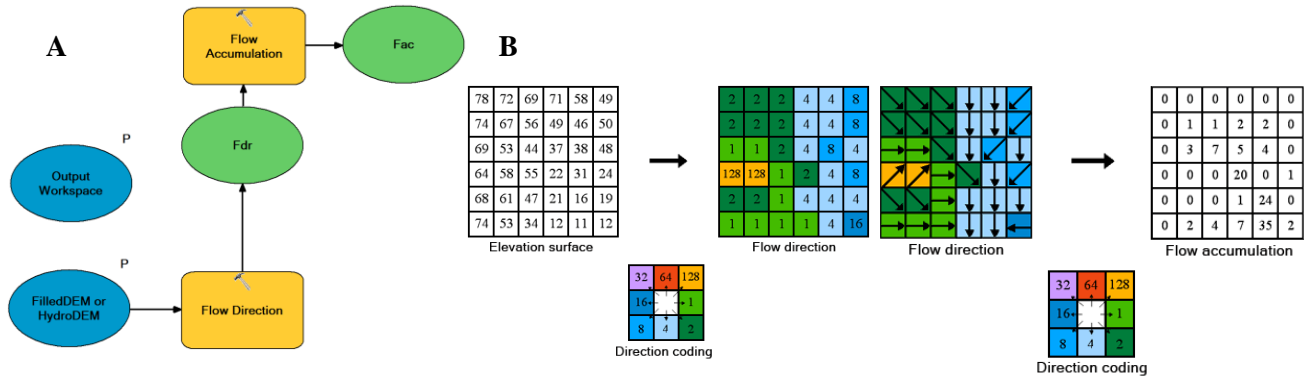 A
Flow
Accumulation
Fac
Fdr
P
Output
Workspace
P
FilledDEM or
HydroDEM
Flow Direction
B
78 72 69 71 58 49
74 67 56 49 46 50
69 53 44 37 38 48
64 58 55 22 31 24
68 61 47 21 16 19
74 53 34 12 11 12
Elevation surface
2 2 2 4 4 8
2 2 2 4 4 8
1 1 2 4 8 4
128 128 1 2 4 8
2 2 1 4 4 4
1 1 1 1 4 16
Flow direction
Flow direction
0 0 0 0 0 0
0 1 1 2 2 0
0 3 7 5 4 0
0 0 0 20 0 1
0 0 0 1 24 0
0 2 4 7 35 2
Flow accumulation
32 64 128
16 1
8 4 2
Direction coding
32 64 128
16 1
8 4 2
Direction coding